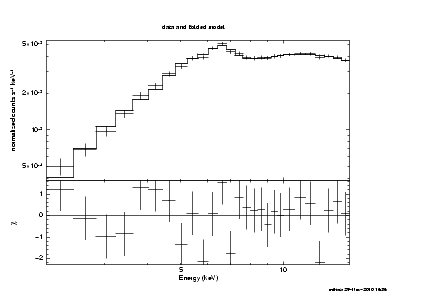 data and folded model
normalized counts s⁻¹ keV⁻¹
5×10⁻³
2×10⁻³
10⁻³
5×10⁻⁴
χ
1
0
−1
−2
5
10
Energy (keV)